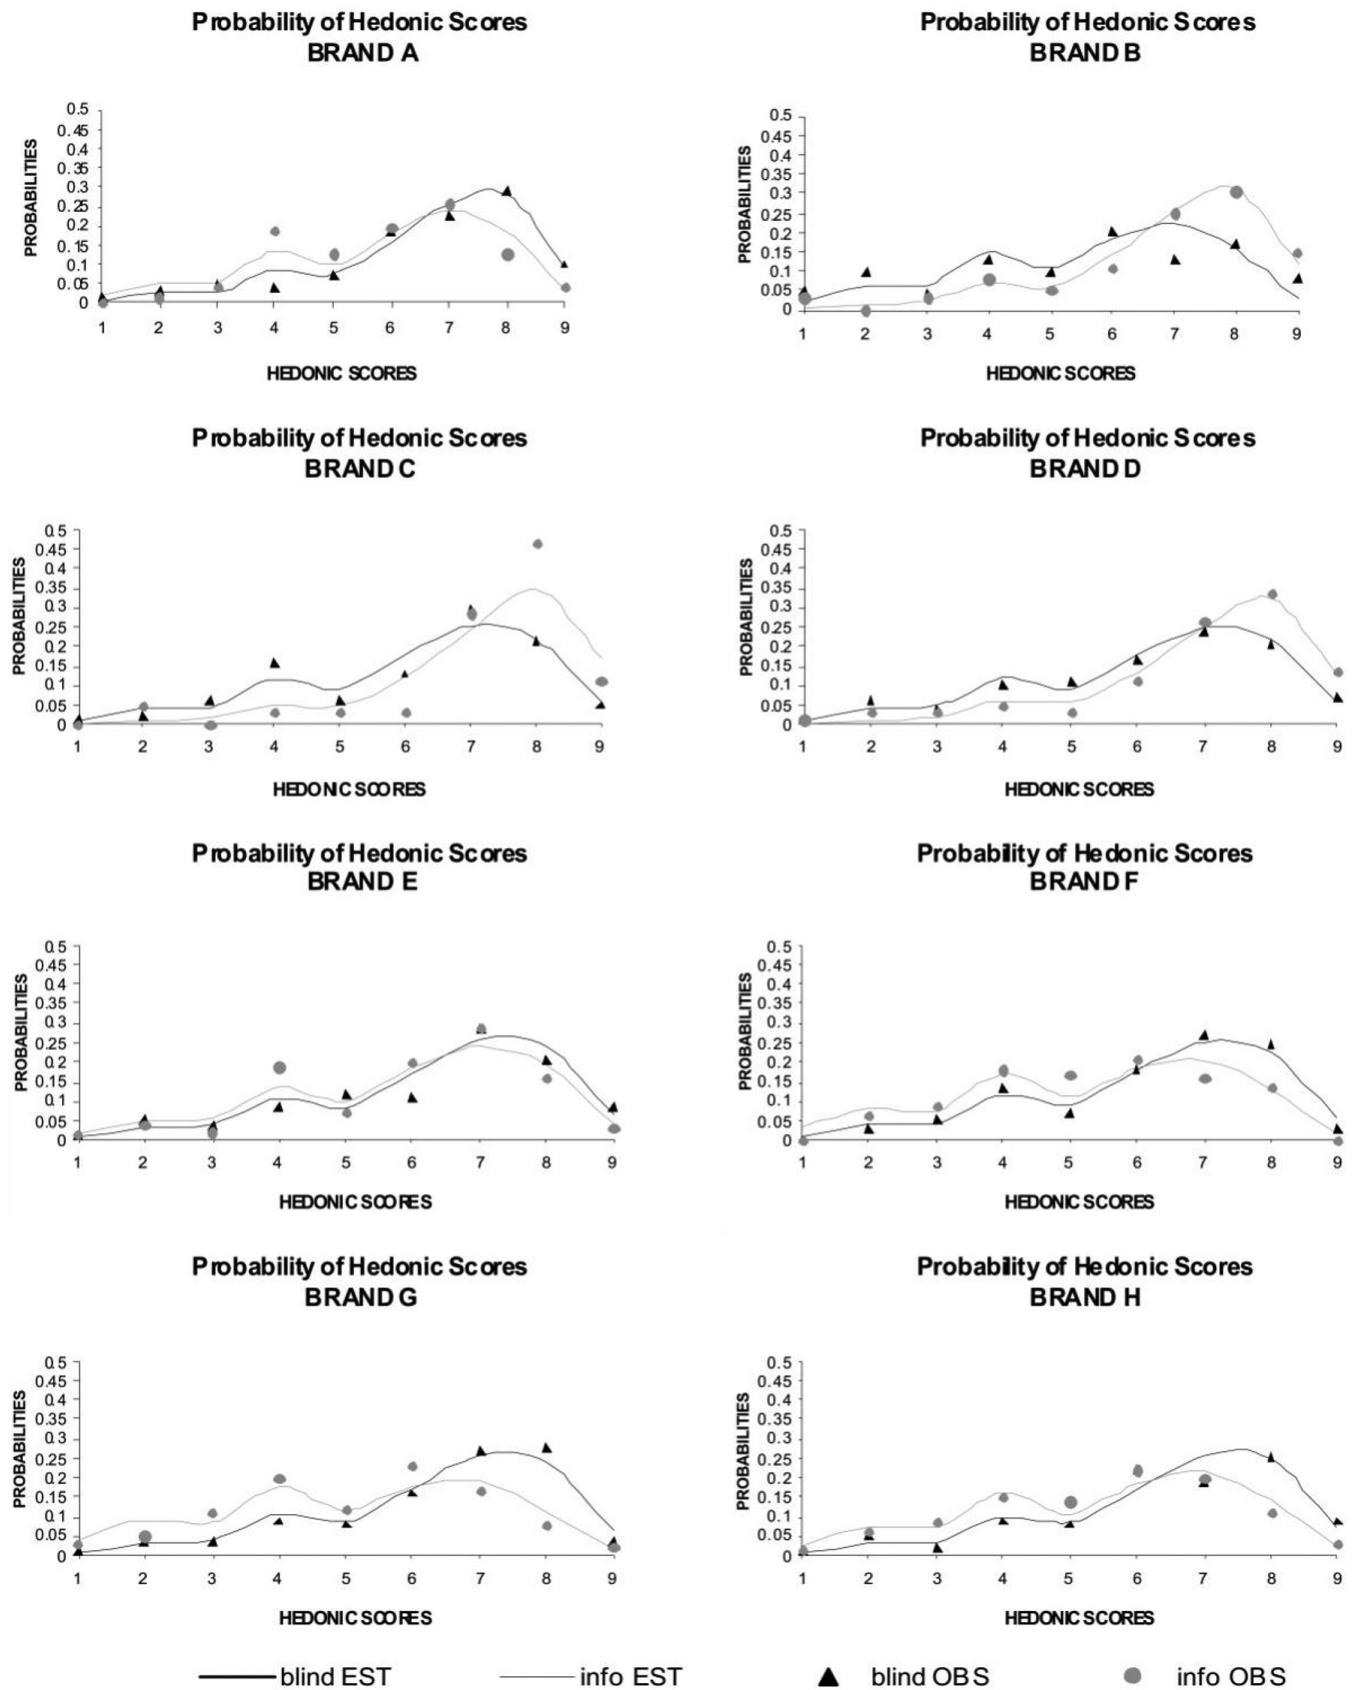 Probability of Hedonic Scores
BRAND A
PROBABILITIES
0.5
0.45
0.4
0.35
0.3
0.25
0.2
0.15
0.1
0.05
0
1 2 3 4 5 6 7 8 9
HEDONIC SCORES
Probability of Hedonic Scores
BRAND B
PROBABILITIES
0.5
0.45
0.4
0.35
0.3
0.25
0.2
0.15
0.1
0.05
0
1 2 3 4 5 6 7 8 9
HEDONIC SCORES
Probability of Hedonic Scores
BRAND C
PROBABILITIES
0.5
0.45
0.4
0.35
0.3
0.25
0.2
0.15
0.1
0.05
0
1 2 3 4 5 6 7 8 9
HEDONIC SCORES
Probability of Hedonic Scores
BRAND D
PROBABILITIES
0.5
0.45
0.4
0.35
0.3
0.25
0.2
0.15
0.1
0.05
0
1 2 3 4 5 6 7 8 9
HEDONIC SCORES
Probability of Hedonic Scores
BRAND E
PROBABILITIES
0.5
0.45
0.4
0.35
0.3
0.25
0.2
0.15
0.1
0.05
0
1 2 3 4 5 6 7 8 9
HEDONIC SCORES
Probability of Hedonic Scores
BRAND F
PROBABILITIES
0.5
0.45
0.4
0.35
0.3
0.25
0.2
0.15
0.1
0.05
0
1 2 3 4 5 6 7 8 9
HEDONIC SCORES
Probability of Hedonic Scores
BRAND G
PROBABILITIES
0.5
0.45
0.4
0.35
0.3
0.25
0.2
0.15
0.1
0.05
0
1 2 3 4 5 6 7 8 9
HEDONIC SCORES
Probability of Hedonic Scores
BRAND H
PROBABILITIES
0.5
0.45
0.4
0.35
0.3
0.25
0.2
0.15
0.1
0.05
0
1 2 3 4 5 6 7 8 9
HEDONIC SCORES
blind EST info EST blind OBS info OBS